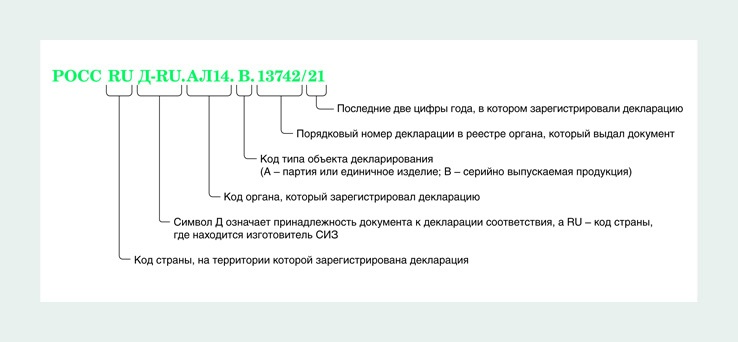 РОСС RU Д-RU.АЛ14. В.13742/21
Последние две цифры года, в котором зарегистрировали декларацию
Порядковый номер декларации в реестре органа, который выдал документ
Код типа объекта декларирования
(А – партия или единичное изделие; В – серийно выпускаемая продукция)
Код органа, который зарегистрировал декларацию
Символ Д означает принадлежность документа к декларации соответствия, а RU – код страны,
где находится изготовитель СИЗ
Код страны, на территории которой зарегистрирована декларация